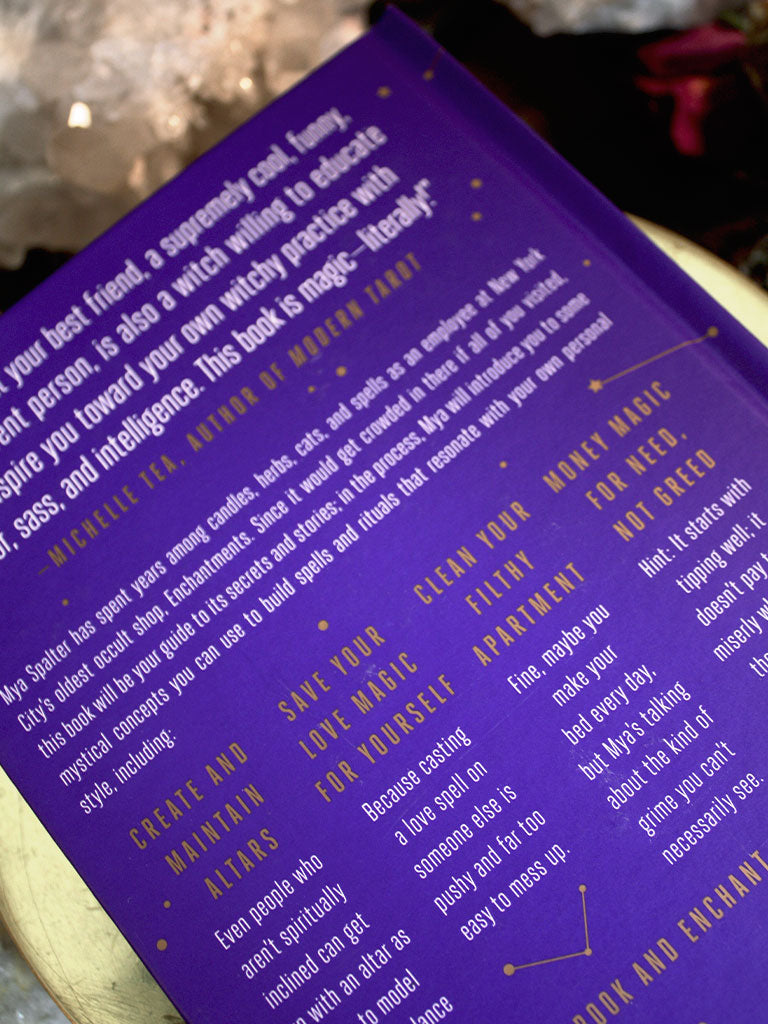 your best friend, a supremely cool, funny,
person, is also a witch willing to educate
you toward your own witchy practice with
sass, and intelligence. This book is magic—literally!"
—MICHELLE TEA, AUTHOR OF MODERN TAROT
Mya Spalter has spent years among candles, herbs, cats, and spells as an employee at New York
City's oldest occult shop, Enchantments. Since it would get crowded in there if all of you visited,
this book will be your guide to its secrets and stories; in the process, Mya will introduce you to some
mystical concepts you can use to build spells and rituals that resonate with your own personal
style, including:
CREATE AND
MAINTAIN
ALTARS
Even people who
aren't spiritually
inclined can get
with an altar as
to model
SAVE YOUR
LOVE MAGIC
FOR YOURSELF
Because casting
a love spell on
someone else is
pushy and far too
easy to mess up.
CLEAN YOUR
FILTHY
APARTMENT
Fine, maybe you
make your
bed every day,
but Mya's talking
about the kind of
grime you can't
necessarily see.
MONEY MAGIC
FOR NEED,
NOT GREED
Hint: It starts with
tipping well; it
doesn't pay
miserly
BOOK AND ENCHANT